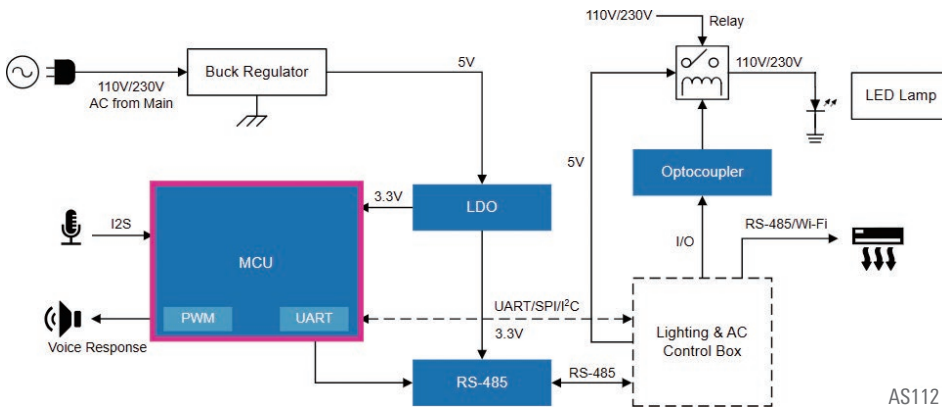 110V/230V
Relay
Buck Regulator
5V
110V/230V
AC from Main
110V/230V
LED Lamp
5V
Optocoupler
3.3V
LDO
I2S
MCU
RS-485/Wi-Fi
I/O
PWM
UART
UART/SPI/I²C
3.3V
Voice Response
Lighting & AC
Control Box
RS-485
RS-485
AS112